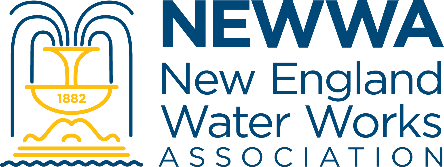 1882
NEWWA
New England
Water Works
ASSOCIATION